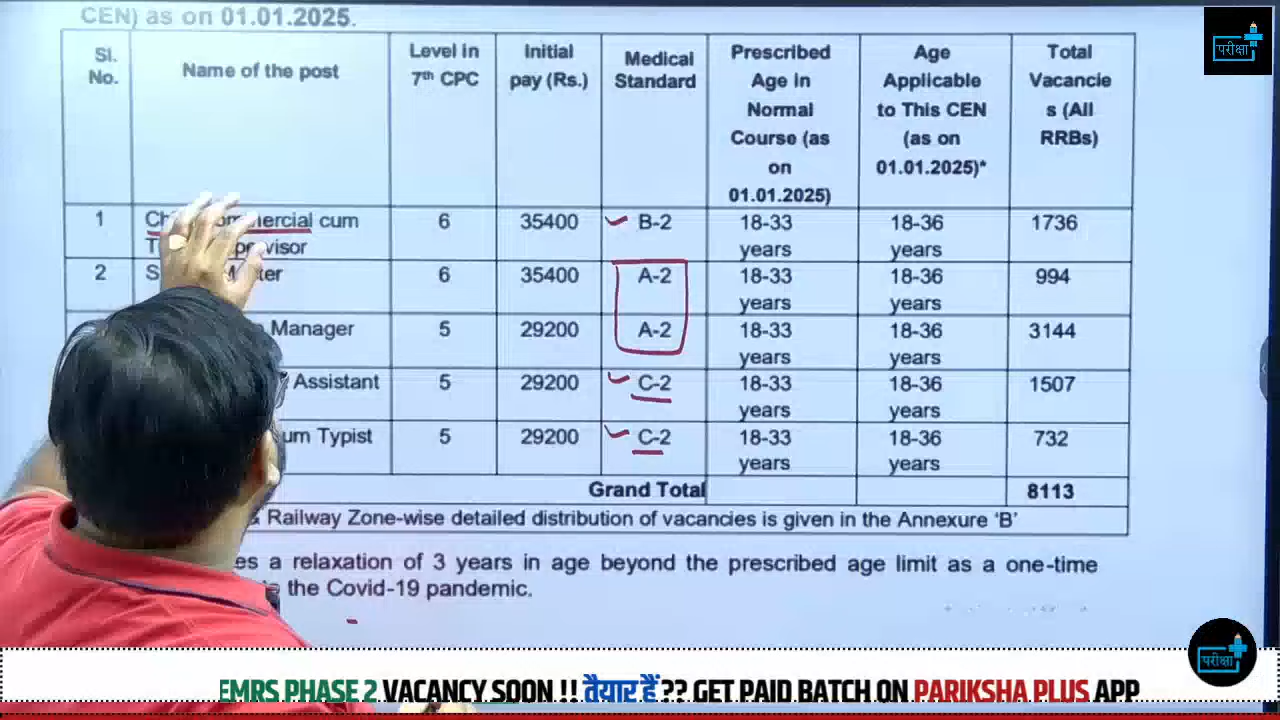 CEN) as on 01.01.2025.
Sl. No. Name of the post Level in 7th CPC Initial pay (Rs.) Medical Standard Prescribed Age in Normal Course (as on 01.01.2025) Age Applicable to This CEN (as on 01.01.2025)* Total Vacancie s (All RRBs)
1 cum 6 35400 B-2 18-33 years 18-36 years 1736
2 6 35400 A-2 18-33 years 18-36 years 994
Manager 5 29200 A-2 18-33 years 18-36 years 3144
Assistant 5 29200 C-2 18-33 years 18-36 years 1507
Typist 5 29200 C-2 18-33 years 18-36 years 732
Grand Total 8113
Railway Zone-wise detailed distribution of vacancies is given in the Annexure ‘B’
a relaxation of 3 years in age beyond the prescribed age limit as a one-time
the Covid-19 pandemic.
परीक्षा
परीक्षा
EMRS PHASE 2 VACANCY SOON !! तैयार हैं ?? GET PAID BATCH ON PARIKSHA PLUS APP